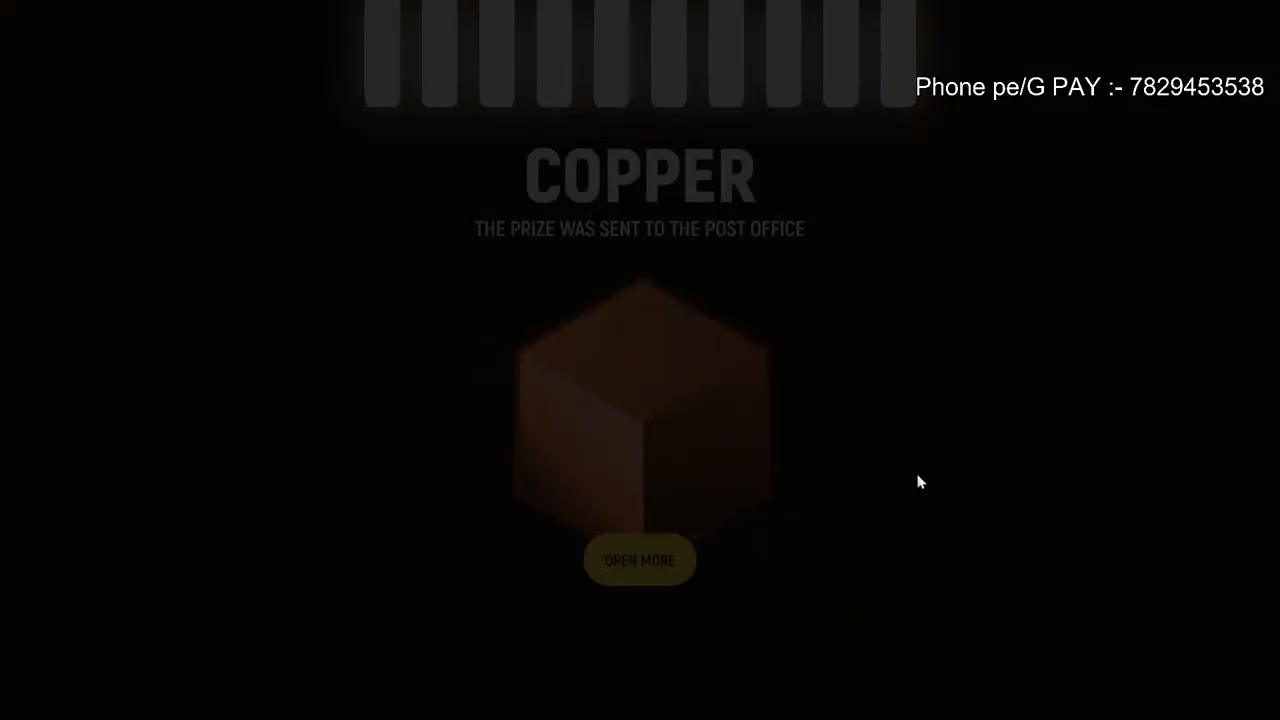 Phone pe/G PAY :- 7829453538
COPPER
THE PRIZE WAS SENT TO THE POST OFFICE
OPEN MORE